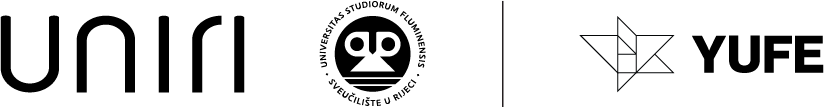 UNIRI
UNIVERSITAS STUDIORUM FLUMINENSIS
· SVEUČILIŠTE U RIJECI ·
YUFE